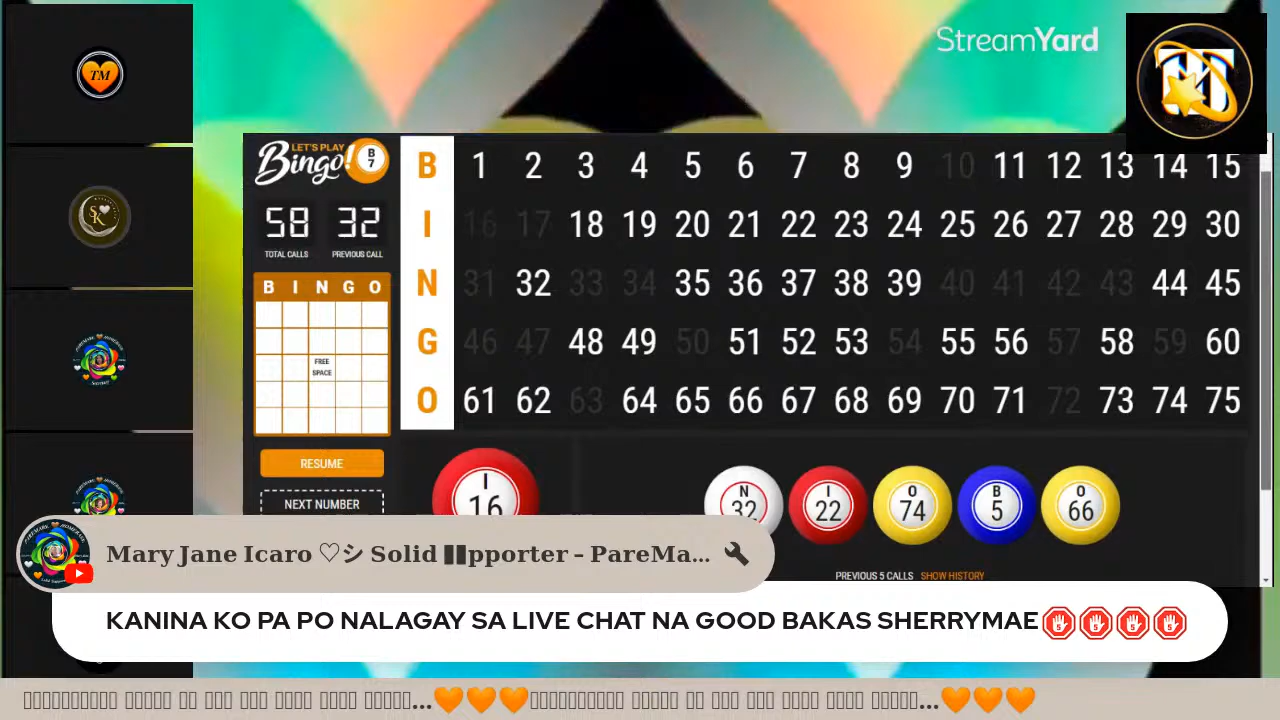 StreamYard
TM
SK
LET'S PLAY
Bingo!
B
7
58 32
TOTAL CALLS PREVIOUS CALL
B I N G O
FREE
SPACE
RESUME
NEXT NUMBER
B 1 2 3 4 5 6 7 8 9 10 11 12 13 14 15
I 16 17 18 19 20 21 22 23 24 25 26 27 28 29 30
N 31 32 33 34 35 36 37 38 39 40 41 42 43 44 45
G 46 47 48 49 50 51 52 53 54 55 56 57 58 59 60
O 61 62 63 64 65 66 67 68 69 70 71 72 73 74 75
I
16
N
32
I
22
O
74
B
5
O
66
PREVIOUS 5 CALLS SHOW HISTORY
Mary Jane Icaro ♡シ Solid ▮▮pporter – PareMa...
KANINA KO PA PO NALAGAY SA LIVE CHAT NA GOOD BAKAS SHERRYMAE